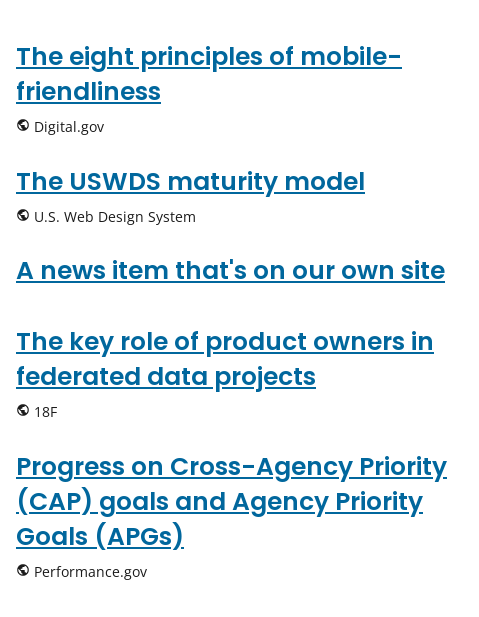 The eight principles of mobile-
friendliness
Digital.gov
The USWDS maturity model
U.S. Web Design System
A news item that's on our own site
The key role of product owners in
federated data projects
18F
Progress on Cross-Agency Priority
(CAP) goals and Agency Priority
Goals (APGs)
Performance.gov